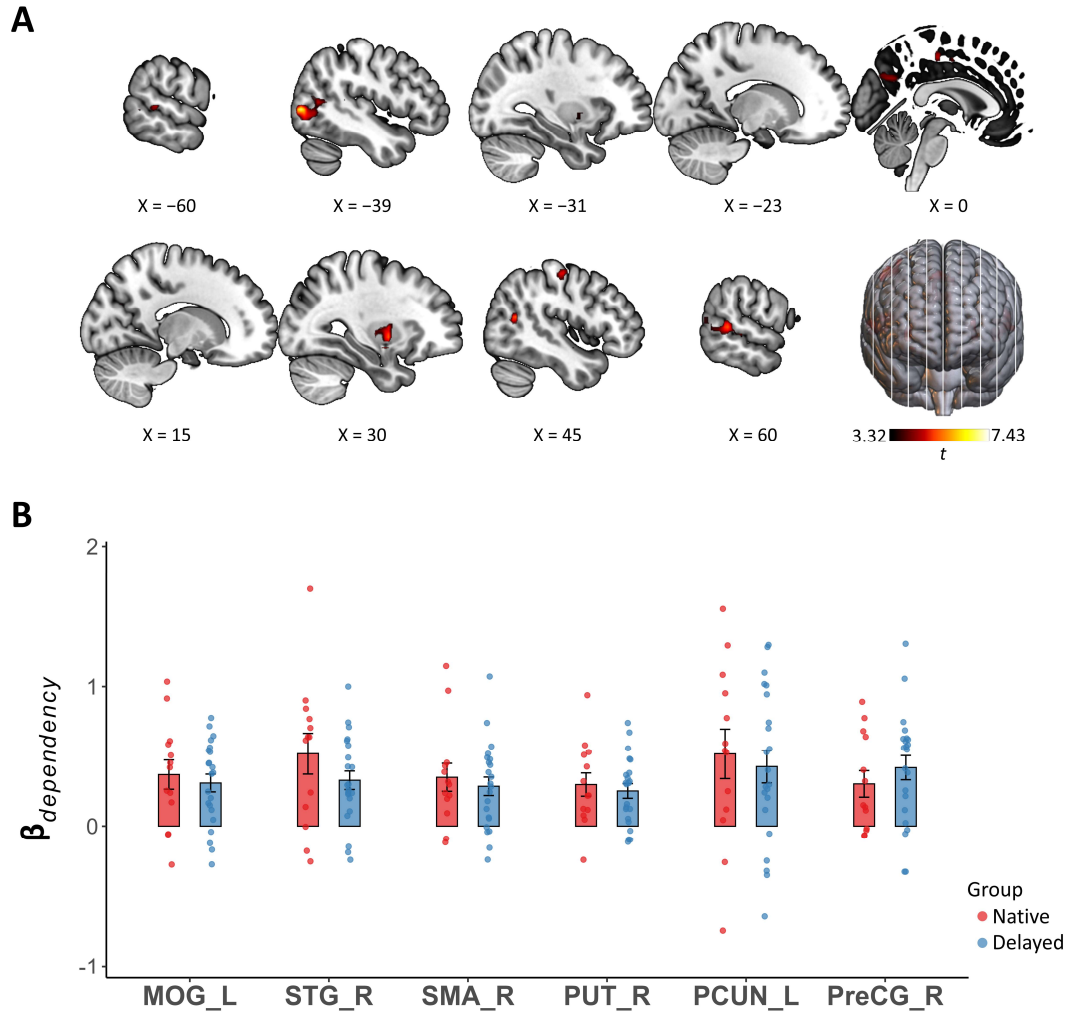 A
X = −60
X = −39
X = −31
X = −23
X = 0
X = 15
X = 30
X = 45
X = 60
3.32
7.43
t
B
2
1
0
-1
βdependency
Group
Native
Delayed
MOG_L
STG_R
SMA_R
PUT_R
PCUN_L
PreCG_R